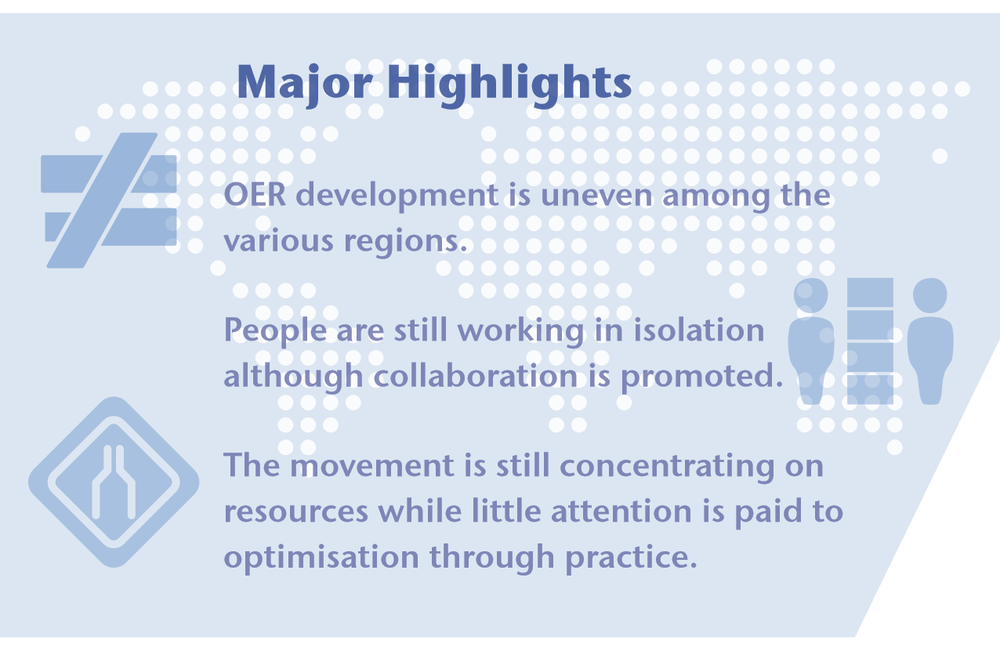 Major Highlights
OER development is uneven among the
various regions.
People are still working in isolation
although collaboration is promoted.
The movement is still concentrating on
resources while little attention is paid to
optimisation through practice.